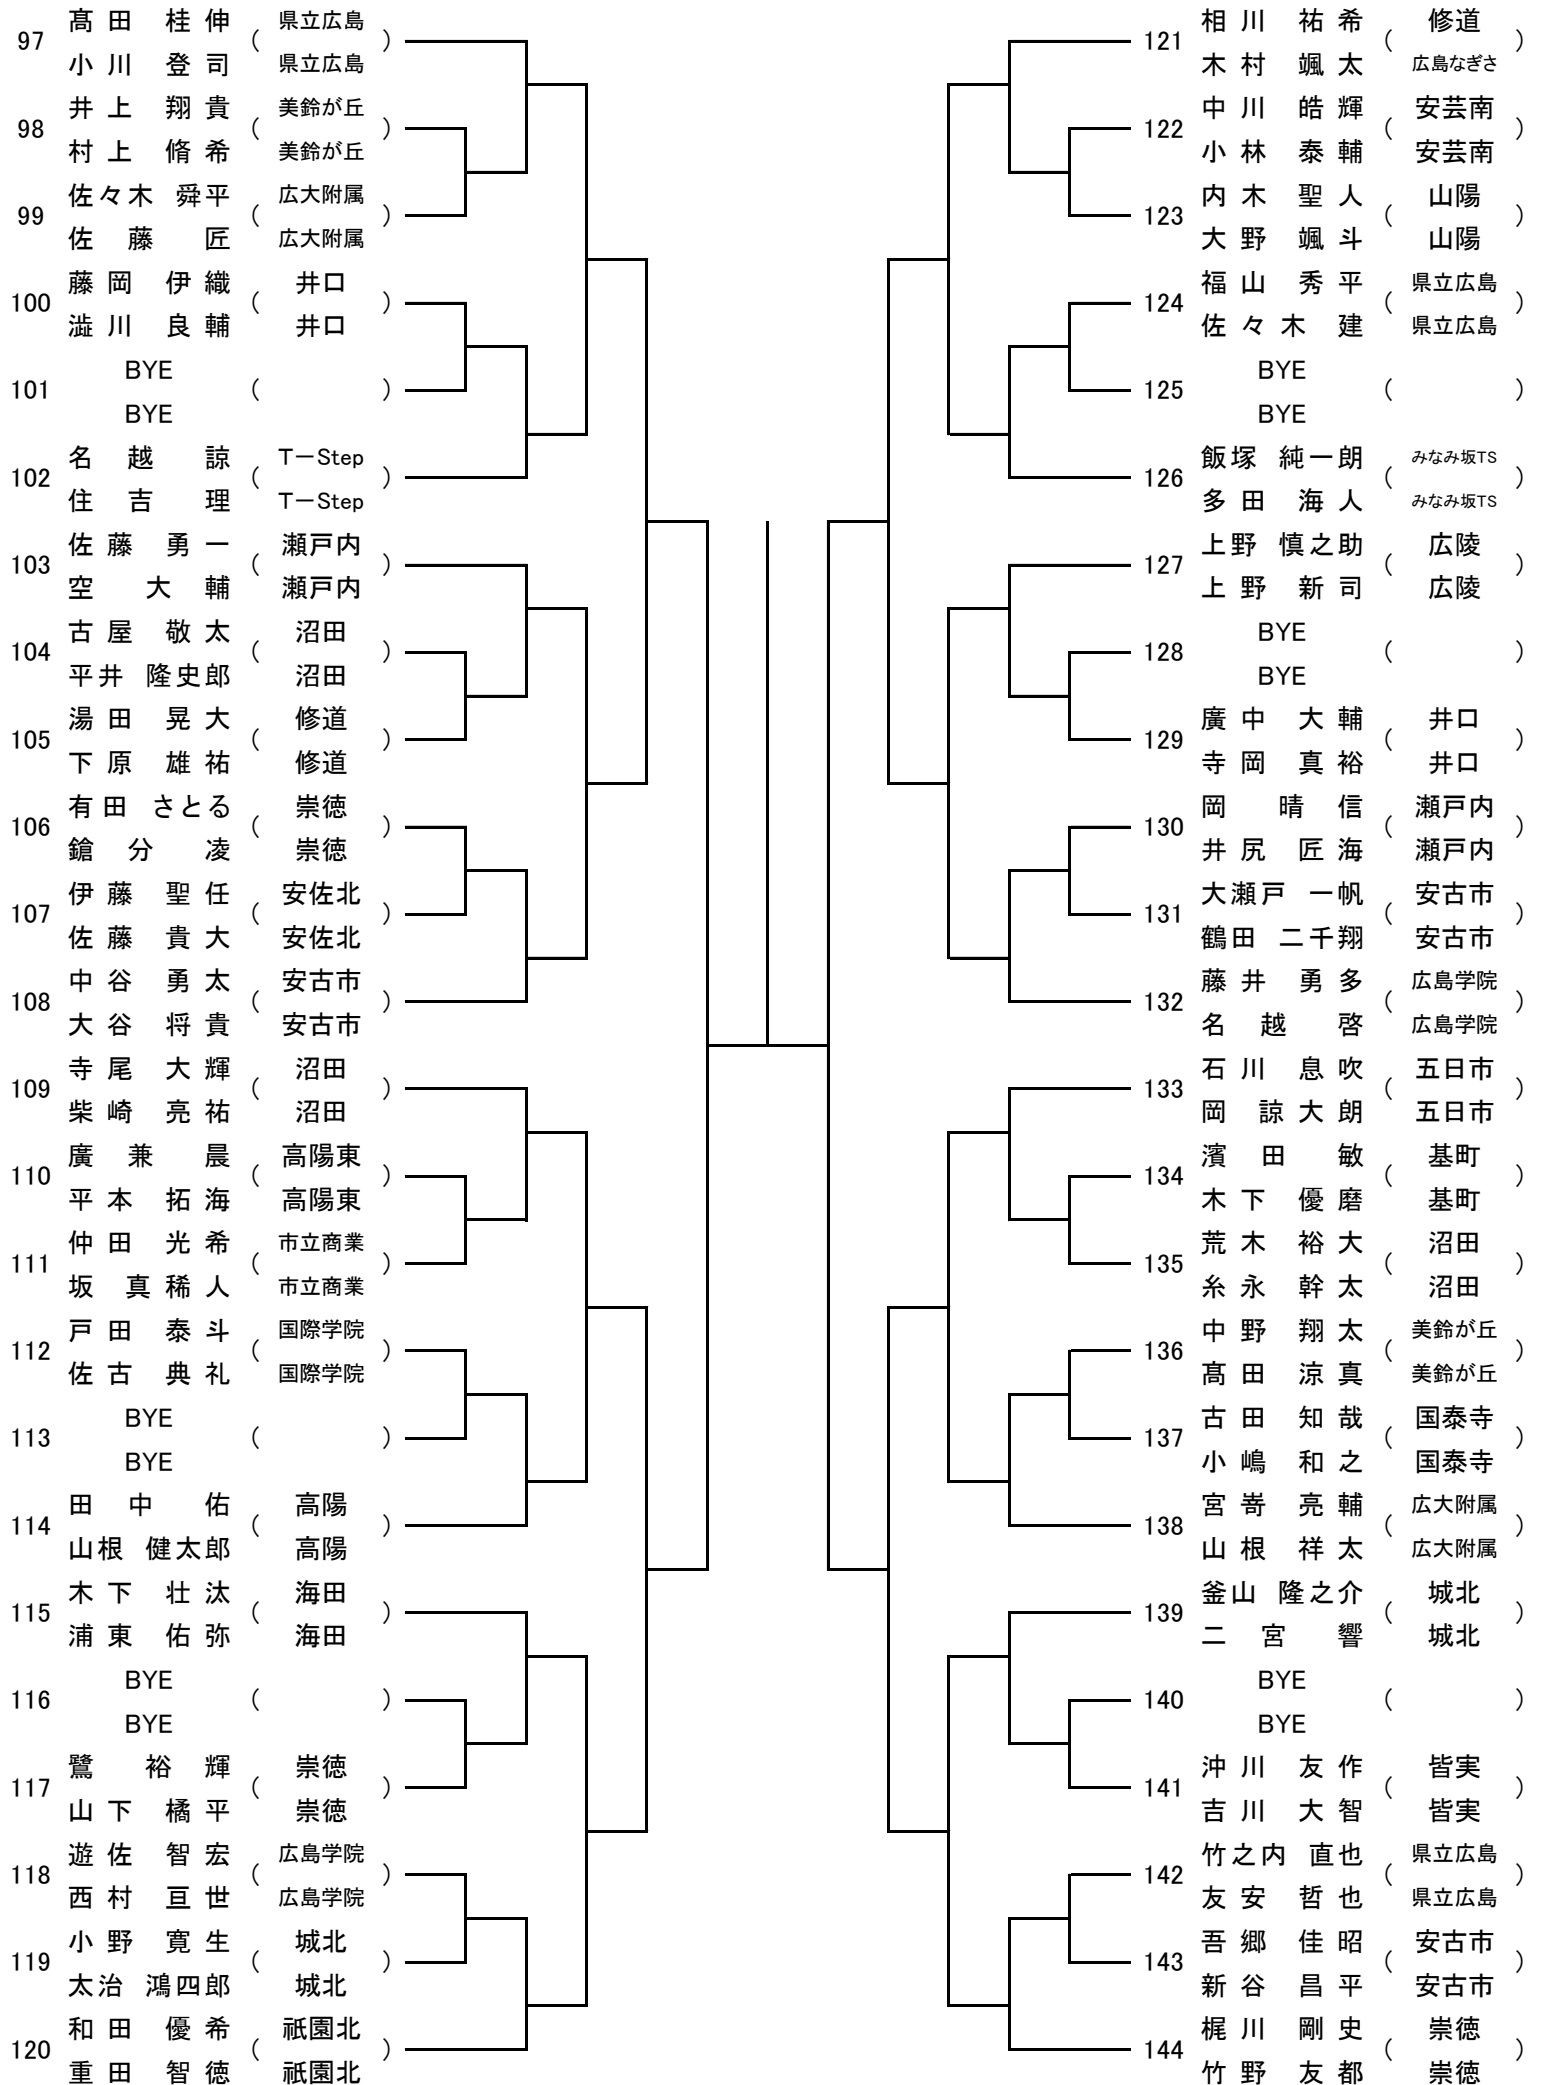 97 髙田 桂伸 ( 県立広島 )
小川 登司 県立広島
98 井上 翔貴 ( 美鈴が丘 )
村上 脩希 美鈴が丘
99 佐々木 舜平 ( 広大附属 )
佐藤 匠 広大附属
100 藤岡 伊織 ( 井口 )
澁川 良輔 井口
101 BYE ( )
BYE
102 名越 諒 ( T－Step )
住吉 理 T－Step
103 佐藤 勇一 ( 瀬戸内 )
空 大輔 瀬戸内
104 古屋 敬太 ( 沼田 )
平井 隆史郎 沼田
105 湯田 晃大 ( 修道 )
下原 雄祐 修道
106 有田 さとる ( 崇徳 )
鎗分 凌 崇徳
107 伊藤 聖任 ( 安佐北 )
佐藤 貴大 安佐北
108 中谷 勇太 ( 安古市 )
大谷 将貴 安古市
109 寺尾 大輝 ( 沼田 )
柴崎 亮祐 沼田
110 廣兼 晨 ( 高陽東 )
平本 拓海 高陽東
111 仲田 光希 ( 市立商業 )
坂 真稀人 市立商業
112 戸田 泰斗 ( 国際学院 )
佐古 典礼 国際学院
113 BYE ( )
BYE
114 田中 佑 ( 高陽 )
山根 健太郎 高陽
115 木下 壮汰 ( 海田 )
浦東 佑弥 海田
116 BYE ( )
BYE
117 鷺 裕輝 ( 崇徳 )
山下 橘平 崇徳
118 遊佐 智宏 ( 広島学院 )
西村 亘世 広島学院
119 小野 寛生 ( 城北 )
太治 鴻四郎 城北
120 和田 優希 ( 祇園北 )
重田 智徳 祇園北
121 相川 祐希 ( 修道 )
木村 颯太 広島なぎさ
122 中川 皓輝 ( 安芸南 )
小林 泰輔 安芸南
123 内木 聖人 ( 山陽 )
大野 颯斗 山陽
124 福山 秀平 ( 県立広島 )
佐々木 建 県立広島
125 BYE ( )
BYE
126 飯塚 純一朗 ( みなみ坂TS )
多田 海人 みなみ坂TS
127 上野 慎之助 ( 広陵 )
上野 新司 広陵
128 BYE ( )
BYE
129 廣中 大輔 ( 井口 )
寺岡 真裕 井口
130 岡 晴信 ( 瀬戸内 )
井尻 匠海 瀬戸内
131 大瀬戸 一帆 ( 安古市 )
鶴田 二千翔 安古市
132 藤井 勇多 ( 広島学院 )
名越 啓 広島学院
133 石川 息吹 ( 五日市 )
岡 諒大朗 五日市
134 濱田 敏 ( 基町 )
木下 優磨 基町
135 荒木 裕大 ( 沼田 )
糸永 幹太 沼田
136 中野 翔太 ( 美鈴が丘 )
髙田 涼真 美鈴が丘
137 古田 知哉 ( 国泰寺 )
小嶋 和之 国泰寺
138 宮嵜 亮輔 ( 広大附属 )
山根 祥太 広大附属
139 釜山 隆之介 ( 城北 )
二宮 響 城北
140 BYE ( )
BYE
141 沖川 友作 ( 皆実 )
吉川 大智 皆実
142 竹之内 直也 ( 県立広島 )
友安 哲也 県立広島
143 吾郷 佳昭 ( 安古市 )
新谷 昌平 安古市
144 梶川 剛史 ( 崇徳 )
竹野 友都 崇徳